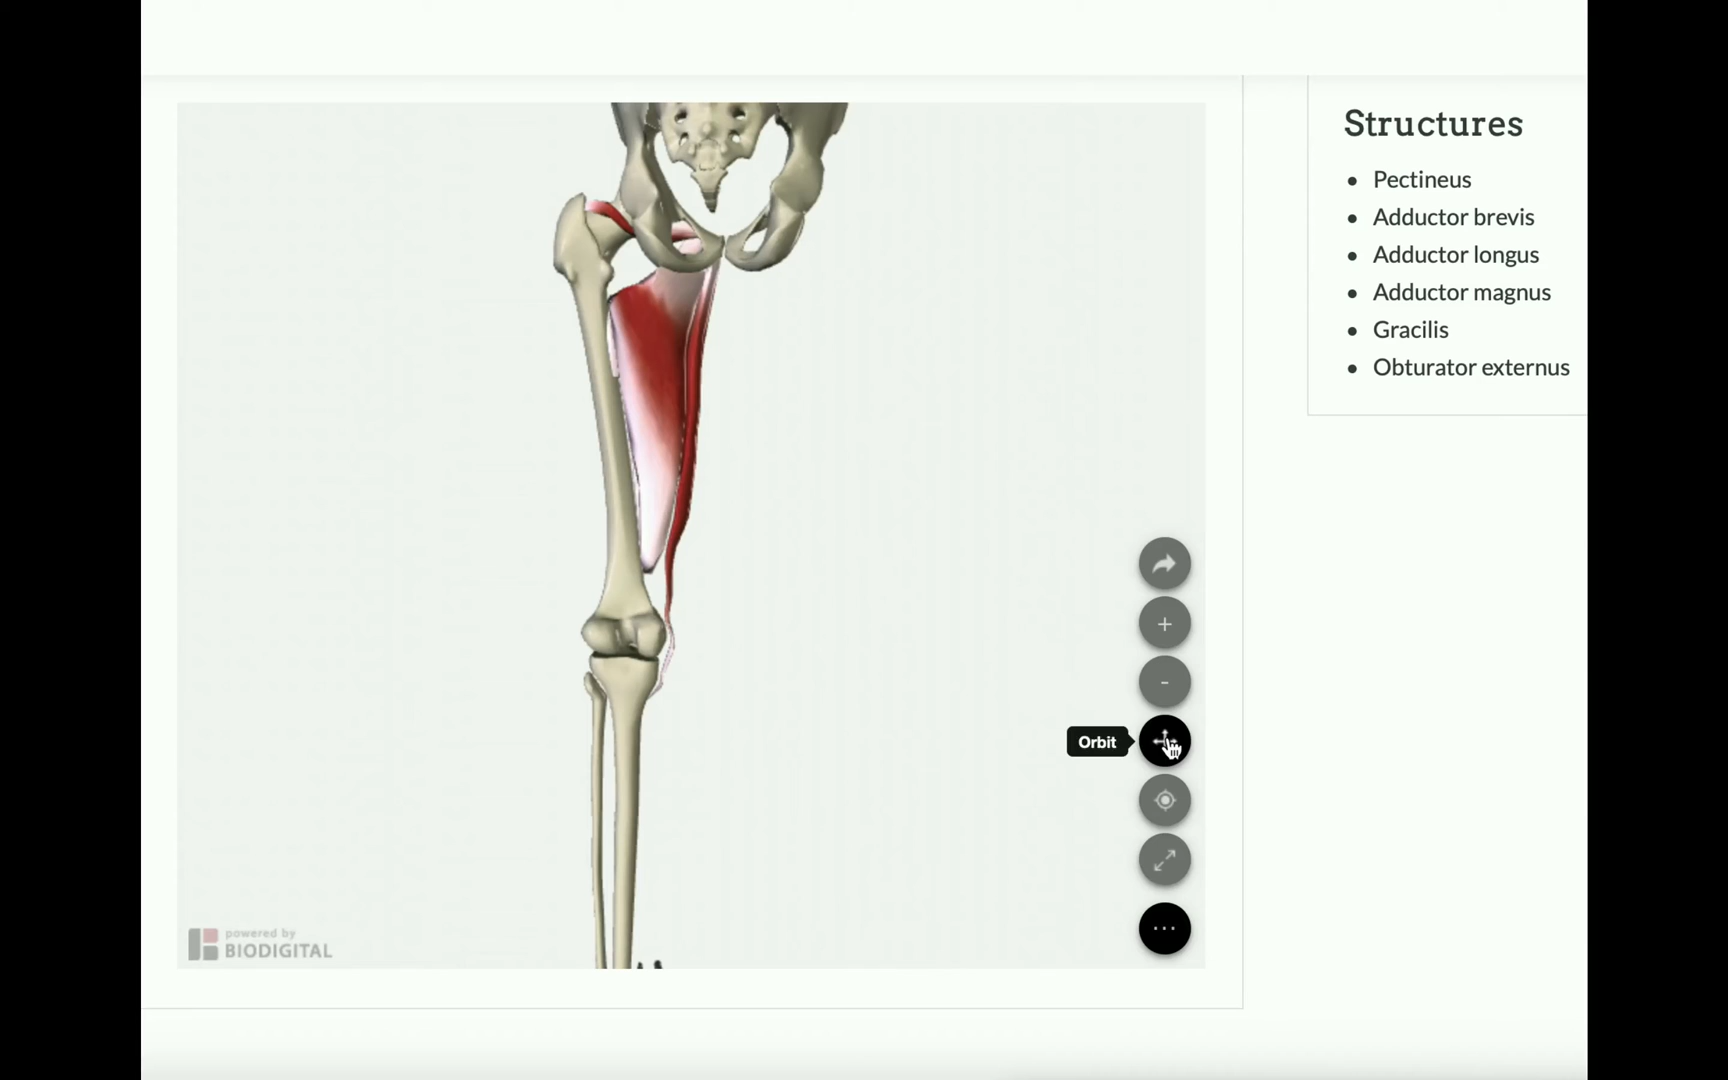 Structures
Pectineus
Adductor brevis
Adductor longus
Adductor magnus
Gracilis
Obturator externus
+
-
Orbit
...
powered by
BIODIGITAL